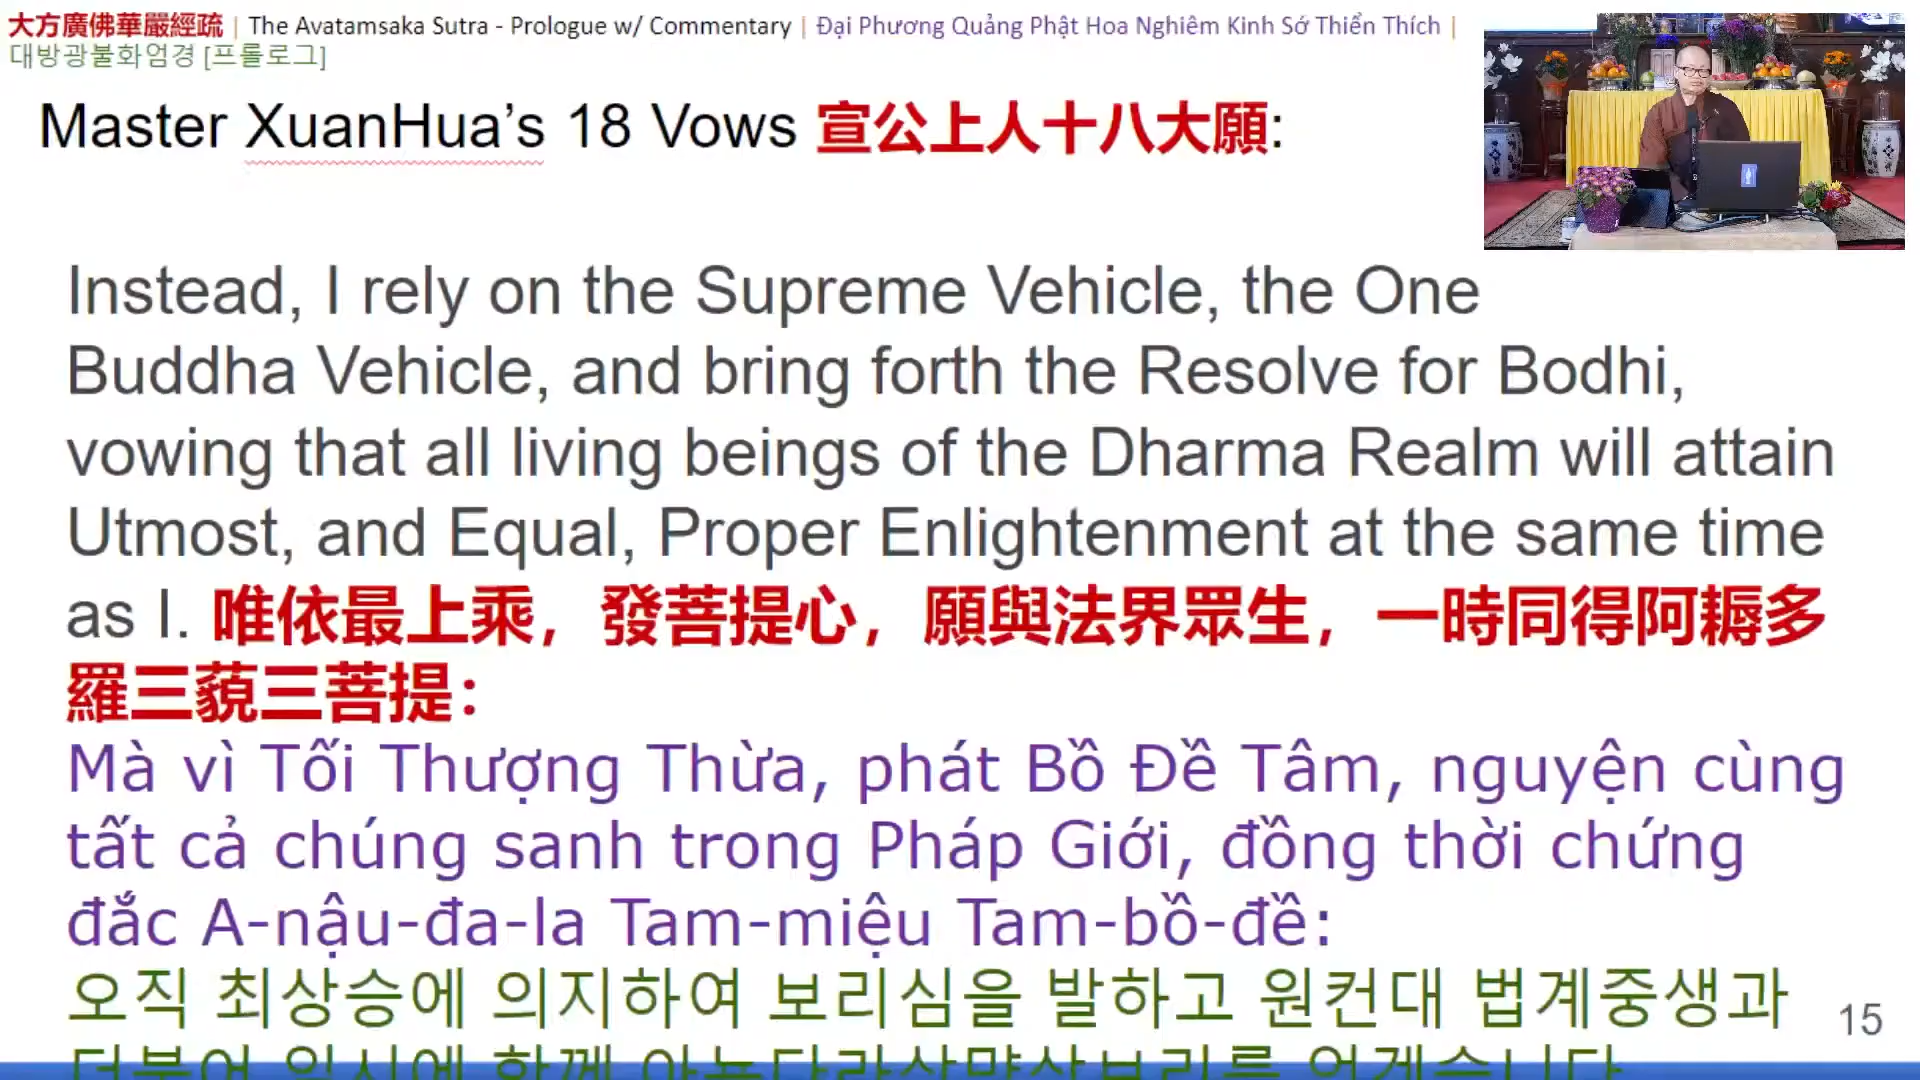 大方廣佛華嚴經疏 | The Avatamsaka Sutra - Prologue w/ Commentary | Đại Phương Quảng Phật Hoa Nghiêm Kinh Sớ Thiển Thích |
대방광불화엄경 [프롤로그]
Master XuanHua’s 18 Vows 宣公上人十八大願:
Instead, I rely on the Supreme Vehicle, the One
Buddha Vehicle, and bring forth the Resolve for Bodhi,
vowing that all living beings of the Dharma Realm will attain
Utmost, and Equal, Proper Enlightenment at the same time
as I. 唯依最上乘，發菩提心，願與法界眾生，一時同得阿耨多
羅三藐三菩提：
Mà vì Tối Thượng Thừa, phát Bồ Đề Tâm, nguyện cùng
tất cả chúng sanh trong Pháp Giới, đồng thời chứng
đắc A-nậu-đa-la Tam-miệu Tam-bồ-đề:
오직 최상승에 의지하여 보리심을 발하고 원컨대 법계중생과
15